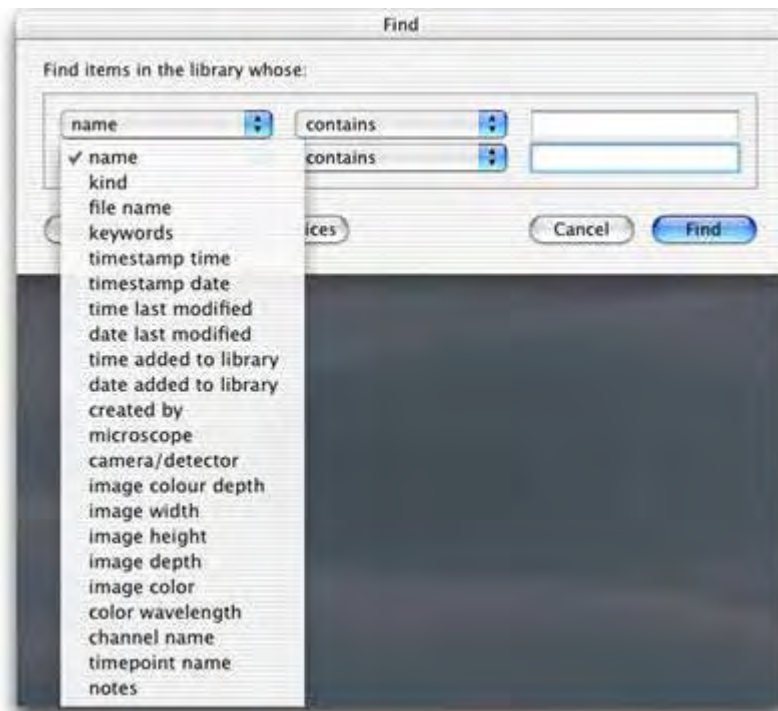 Find
Find items in the library whose:
name contains
contains
✓ name
kind
file name
keywords
timestamp time
timestamp date
time last modified
date last modified
time added to library
date added to library
created by
microscope
camera/detector
image colour depth
image width
image height
image depth
image color
color wavelength
channel name
timepoint name
notes
ices
Cancel Find